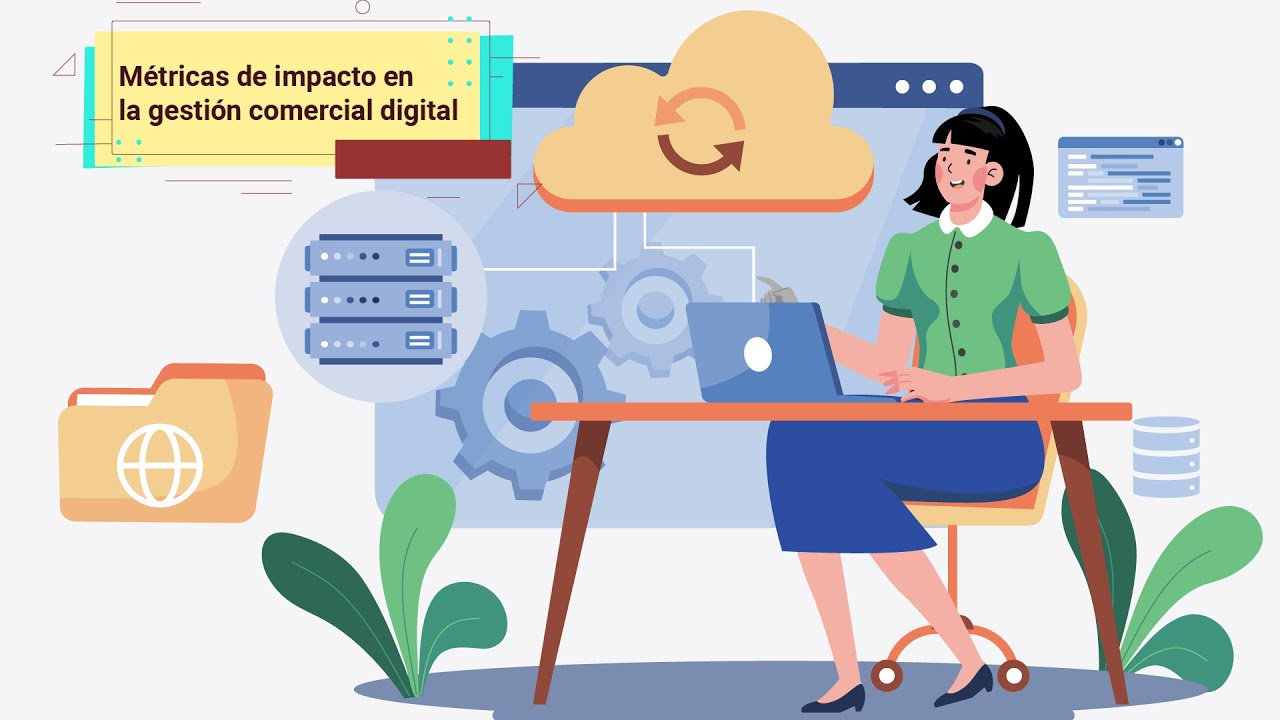 Métricas de impacto en
la gestión comercial digital